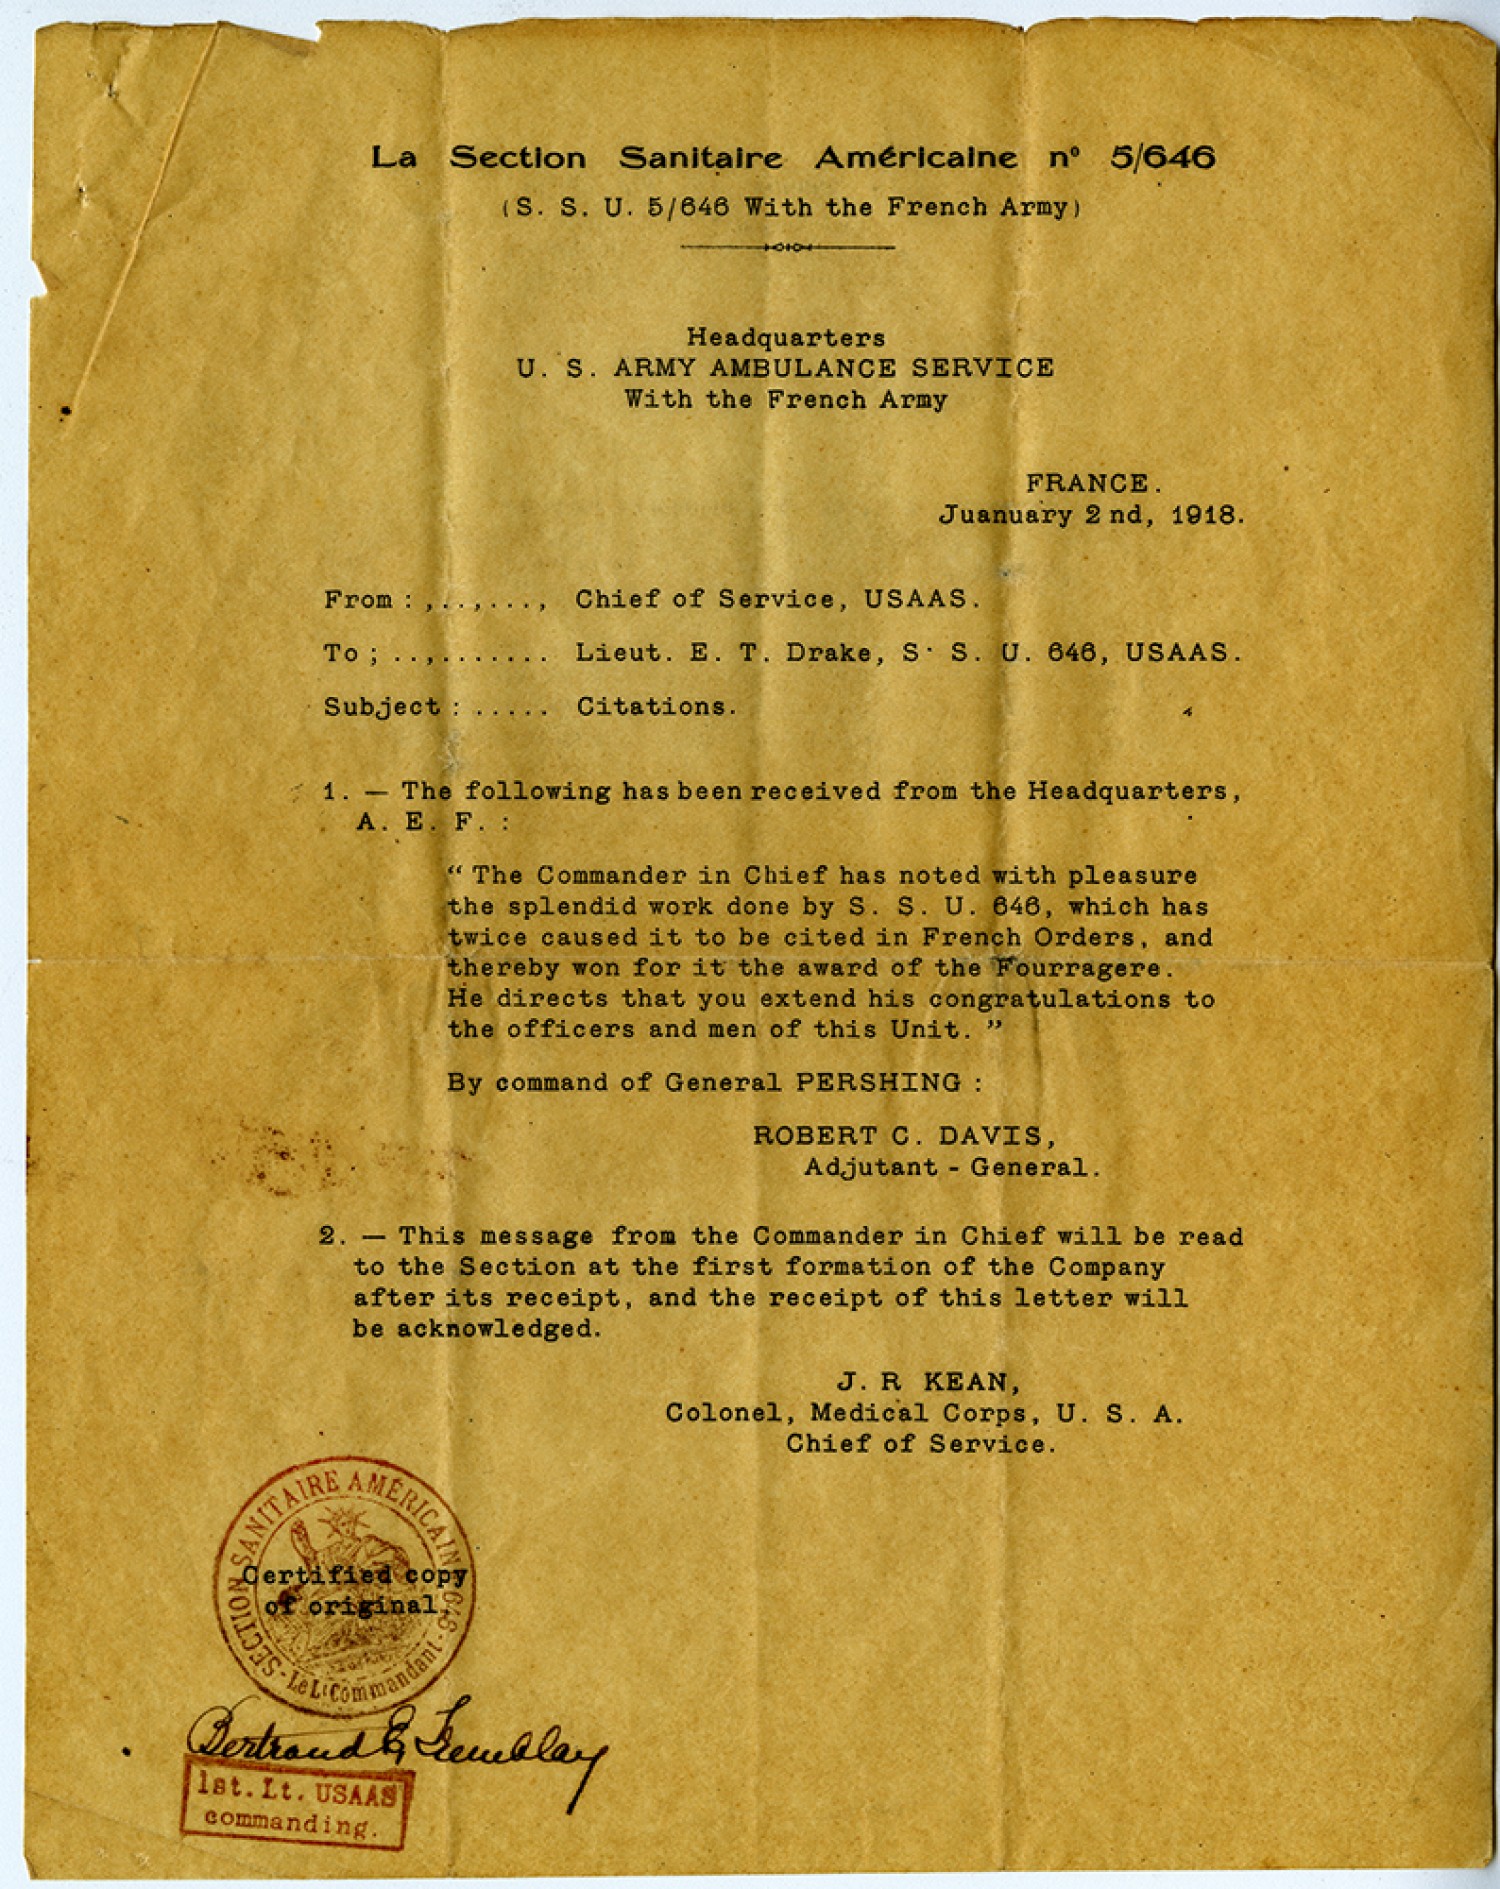 La Section Sanitaire Américaine nº 5/646
(S. S. U. 5/646 With the French Army)
Headquarters
U. S. ARMY AMBULANCE SERVICE
With the French Army
FRANCE.
Juanuary 2nd, 1918.
From : ,..,..., Chief of Service, USAAS.
To ; ..,....... Lieut. E. T. Drake, S· S. U. 646, USAAS.
Subject : ..... Citations.
1. — The following has been received from the Headquarters,
A. E. F. :
“ The Commander in Chief has noted with pleasure
the splendid work done by S. S. U. 646, which has
twice caused it to be cited in French Orders, and
thereby won for it the award of the Fourragere.
He directs that you extend his congratulations to
the officers and men of this Unit. ”
By command of General PERSHING :
ROBERT C. DAVIS,
Adjutant - General.
2. — This message from the Commander in Chief will be read
to the Section at the first formation of the Company
after its receipt, and the receipt of this letter will
be acknowledged.
J. R KEAN,
Colonel, Medical Corps, U. S. A.
Chief of Service.
SECTION SANITAIRE AMÉRICAINE 646
- Le Lt Commandant -
Certified copy
of original.
Bertrand E. Tremblay
1st. Lt. USAAS
commanding.